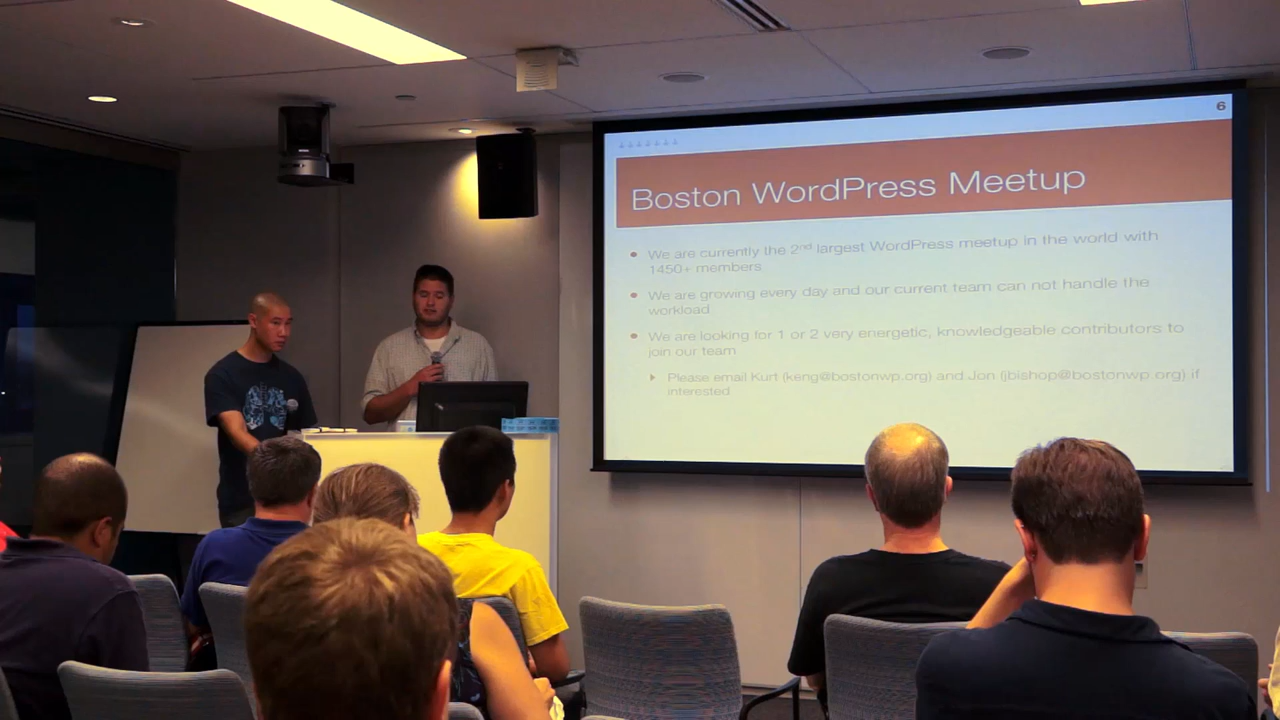 6
Boston WordPress Meetup
We are currently the 2nd largest WordPress meetup in the world with
1450+ members
We are growing every day and our current team can not handle the
workload
We are looking for 1 or 2 very energetic, knowledgeable contributors to
join our team
Please email Kurt (keng@bostonwp.org) and Jon (jbishop@bostonwp.org) if
interested